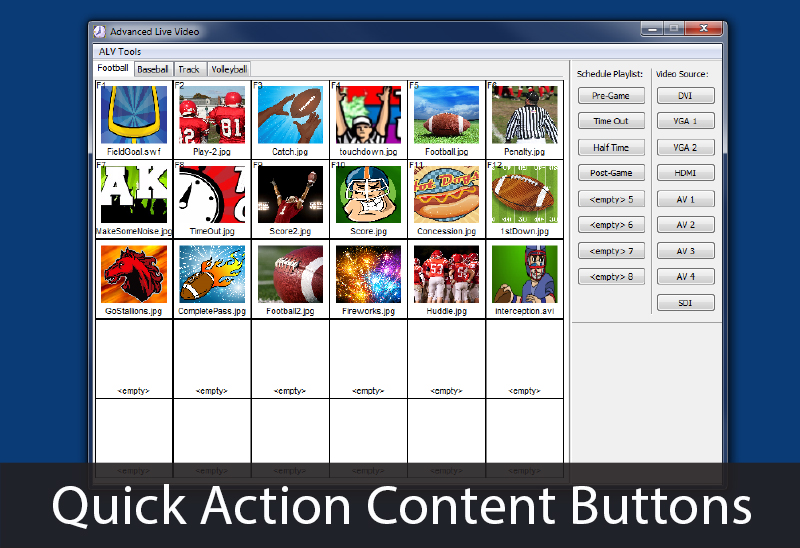 Advanced Live Video
ALV Tools
Football Baseball Track Volleyball
F1 F2 F3 F4 F5 F6
FieldGoal.swf Play-2.jpg Catch.jpg touchdown.jpg Football.jpg Penalty.jpg
F7 F8 F9 F10 F11 F12
MakeSomeNoise.jpg TimeOut.jpg Score2.jpg Score.jpg Concession.jpg 1stDown.jpg
GoStallions.jpg CompletePass.jpg Football2.jpg Fireworks.jpg Huddle.jpg interception.avi
<empty> <empty> <empty> <empty> <empty> <empty>
<empty> <empty> <empty> <empty> <empty> <empty>
Schedule Playlist:
Pre-Game
Time Out
Half Time
Post-Game
<empty> 5
<empty> 6
<empty> 7
<empty> 8
Video Source:
DVI
VGA 1
VGA 2
HDMI
AV 1
AV 2
AV 3
AV 4
SDI
Quick Action Content Buttons